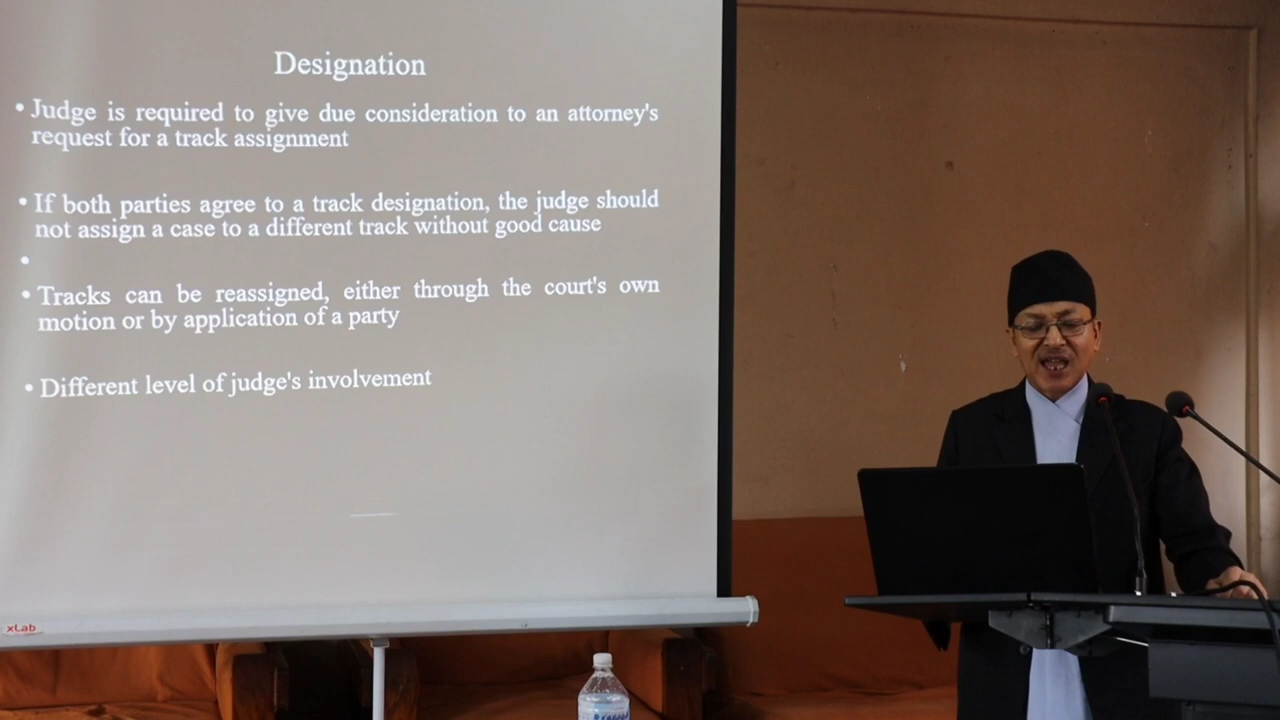 Designation
• Judge is required to give due consideration to an attorney's
request for a track assignment
• If both parties agree to a track designation, the judge should
not assign a case to a different track without good cause
•
• Tracks can be reassigned, either through the court's own
motion or by application of a party
• Different level of judge's involvement
xLab